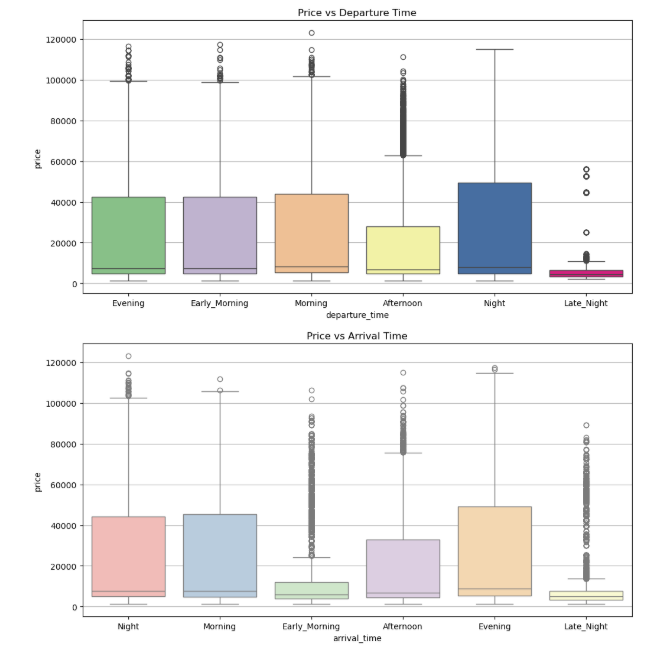 Price vs Departure Time
120000
100000
80000
60000
40000
20000
0
price
Evening Early_Morning Morning Afternoon Night Late_Night
departure_time
Price vs Arrival Time
120000
100000
80000
60000
40000
20000
0
price
Night Morning Early_Morning Afternoon Evening Late_Night
arrival_time